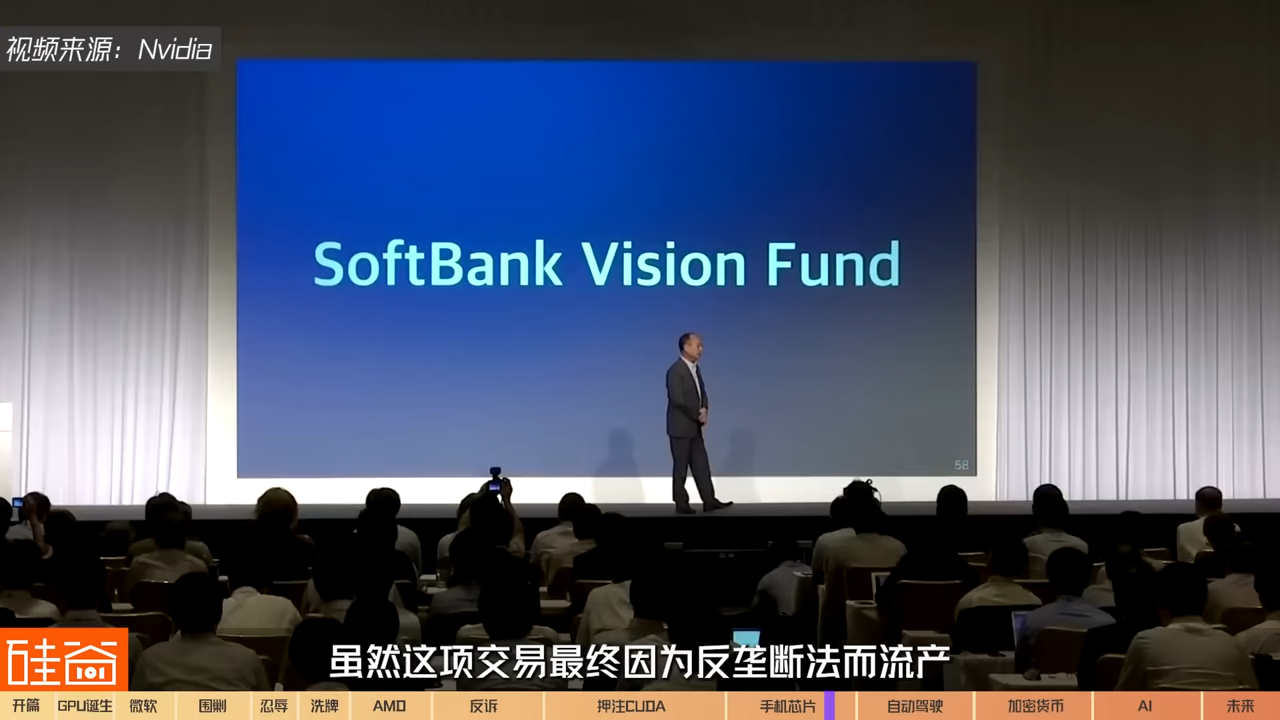 视频来源：Nvidia
SoftBank Vision Fund
58
硅谷
101
虽然这项交易最终因为反垄断法而流产
开篇 GPU诞生 微软 围剿 忍辱 洗牌 AMD 反诉 押注CUDA 手机芯片 自动驾驶 加密货币 AI 未来